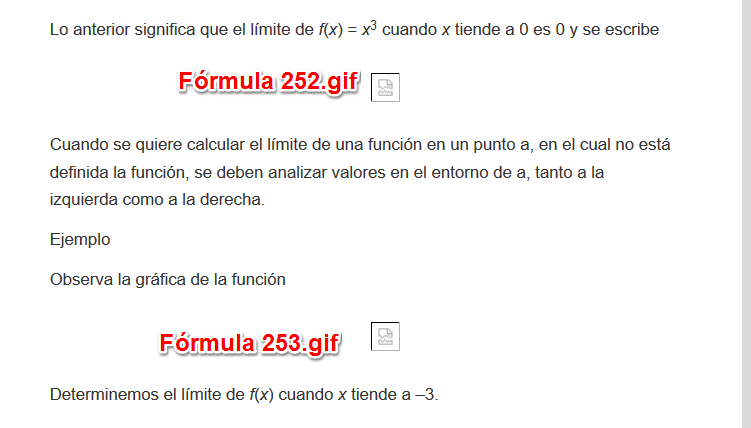 Lo anterior significa que el límite de f(x) = x³ cuando x tiende a 0 es 0 y se escribe
Fórmula 252.gif
Cuando se quiere calcular el límite de una función en un punto a, en el cual no está
definida la función, se deben analizar valores en el entorno de a, tanto a la
izquierda como a la derecha.
Ejemplo
Observa la gráfica de la función
Fórmula 253.gif
Determinemos el límite de f(x) cuando x tiende a –3.